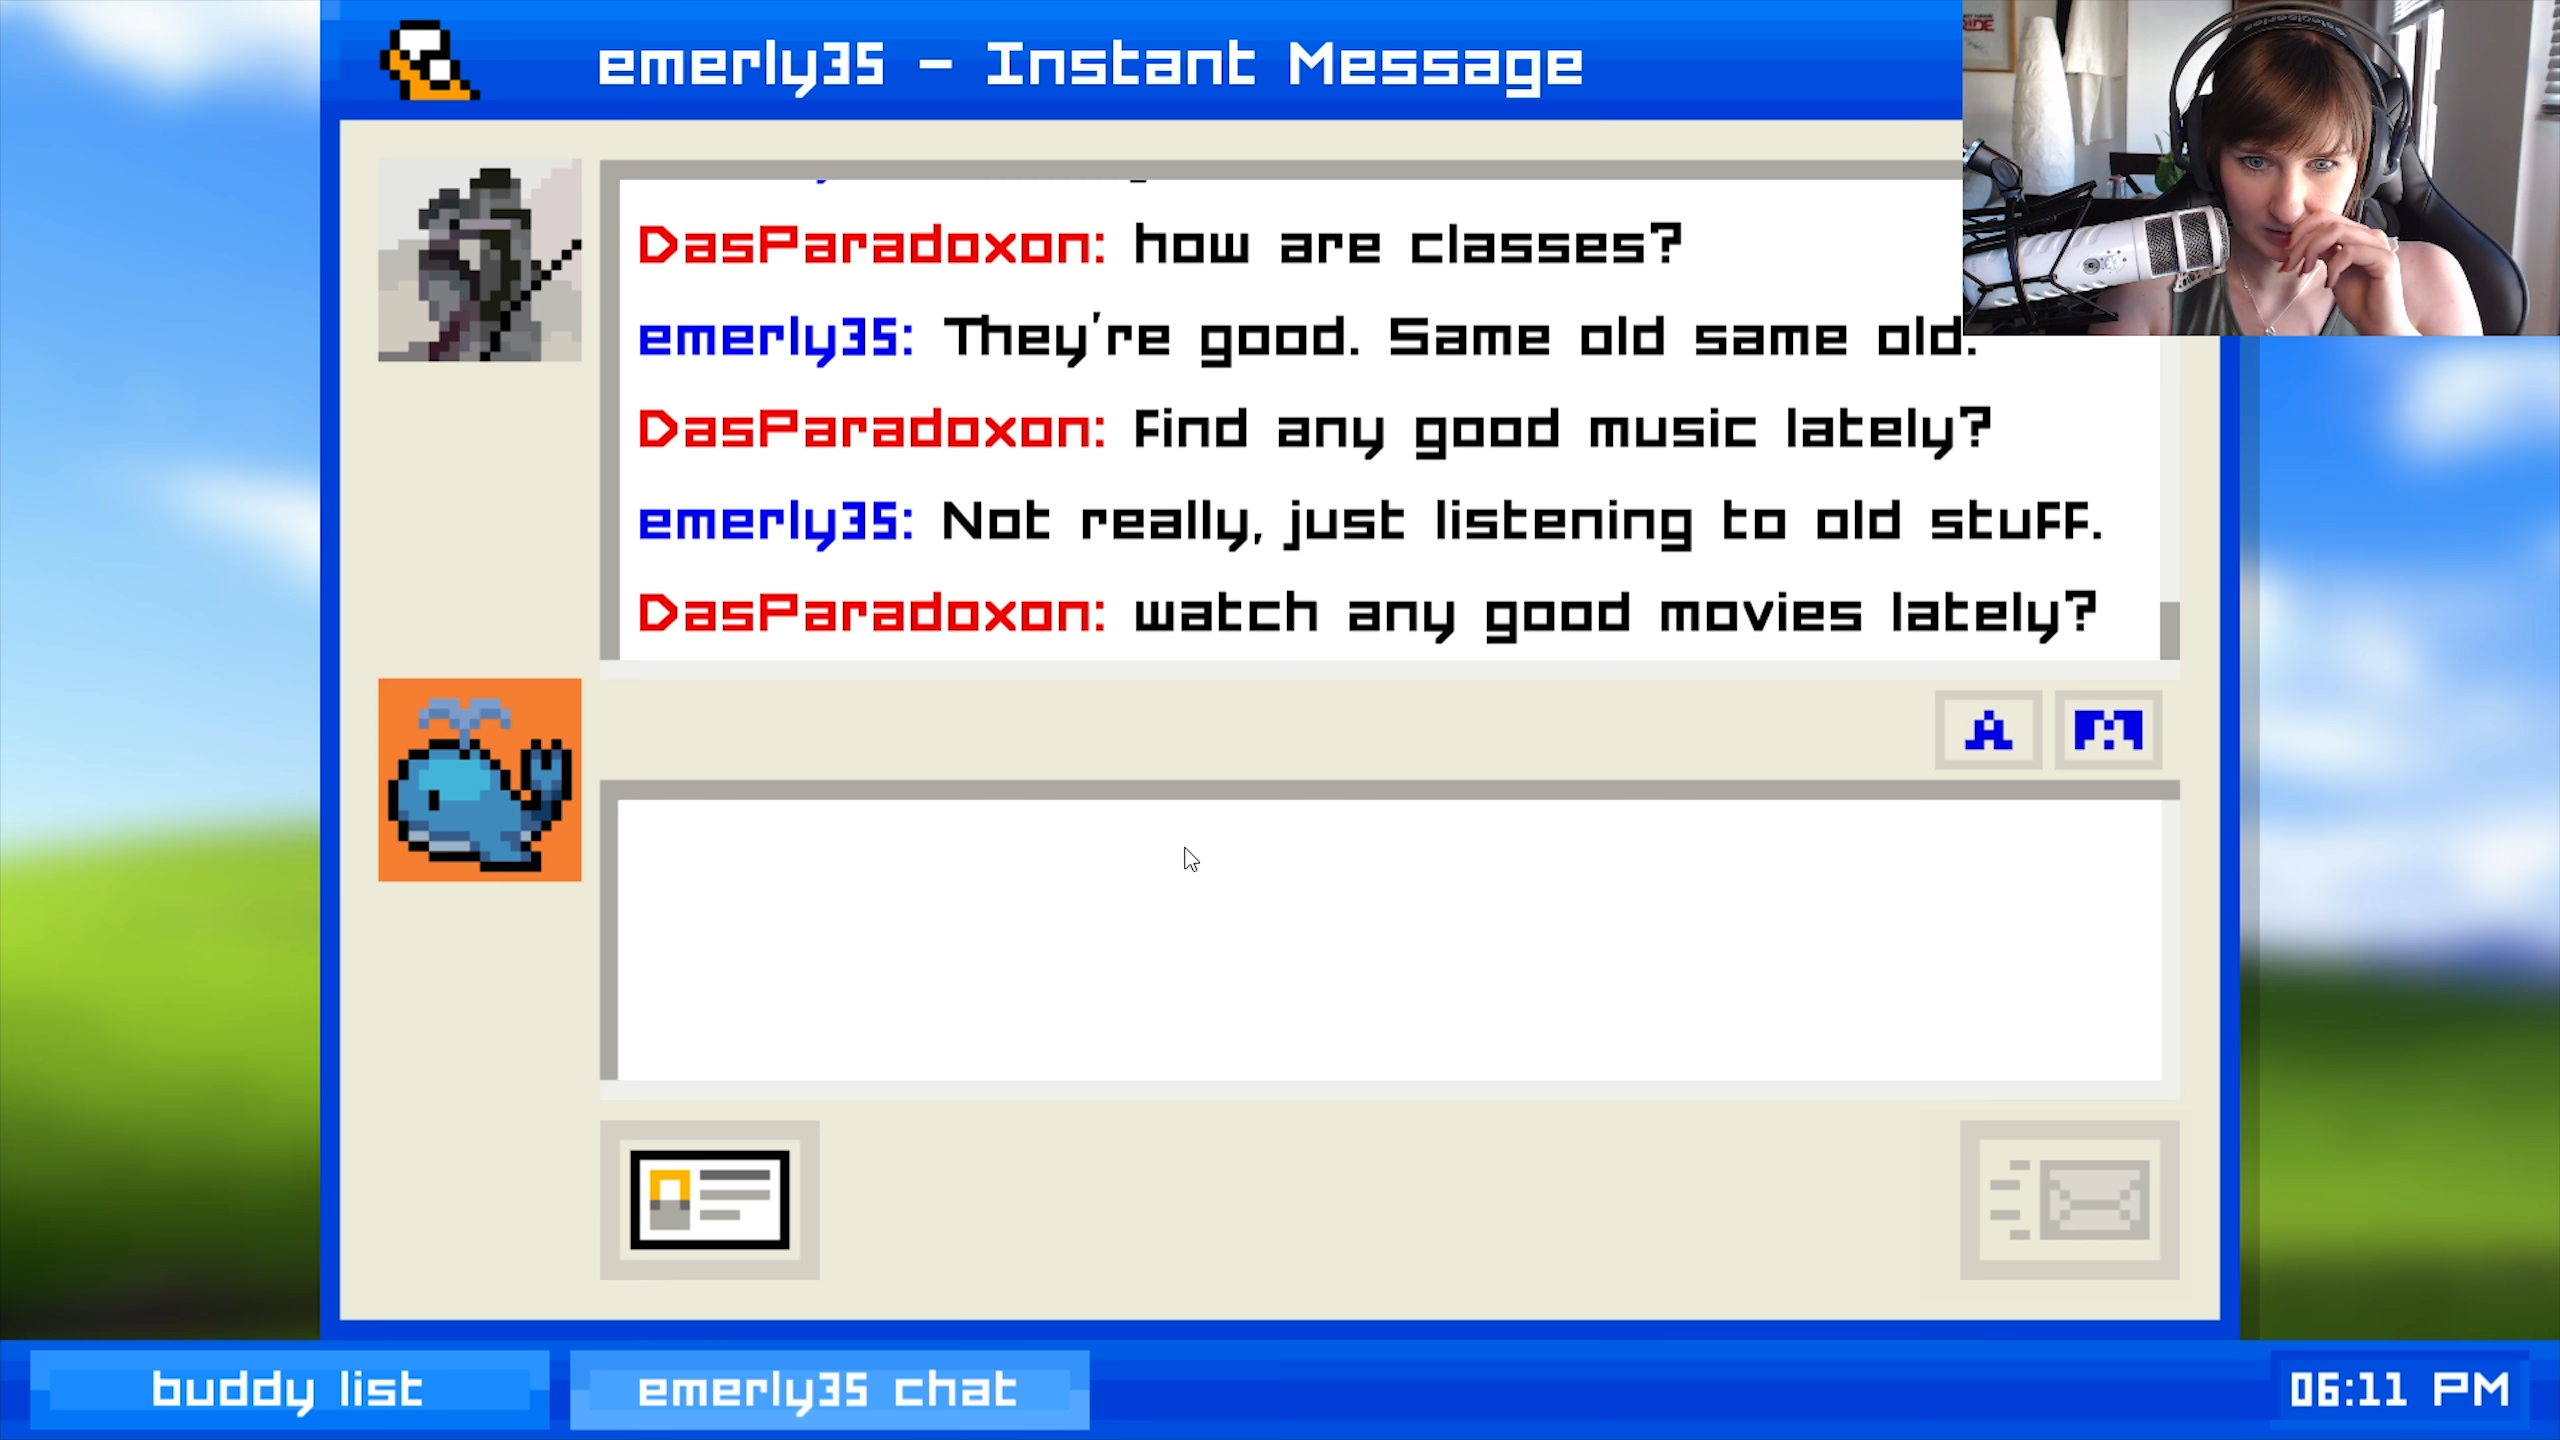 emerly35 - Instant Message
RIDE
DasParadoxon: how are classes?
emerly35: They're good. Same old same old.
DasParadoxon: find any good music lately?
emerly35: Not really, just listening to old stuff.
DasParadoxon: watch any good movies lately?
A
buddy list
emerly35 chat
06:11 PM